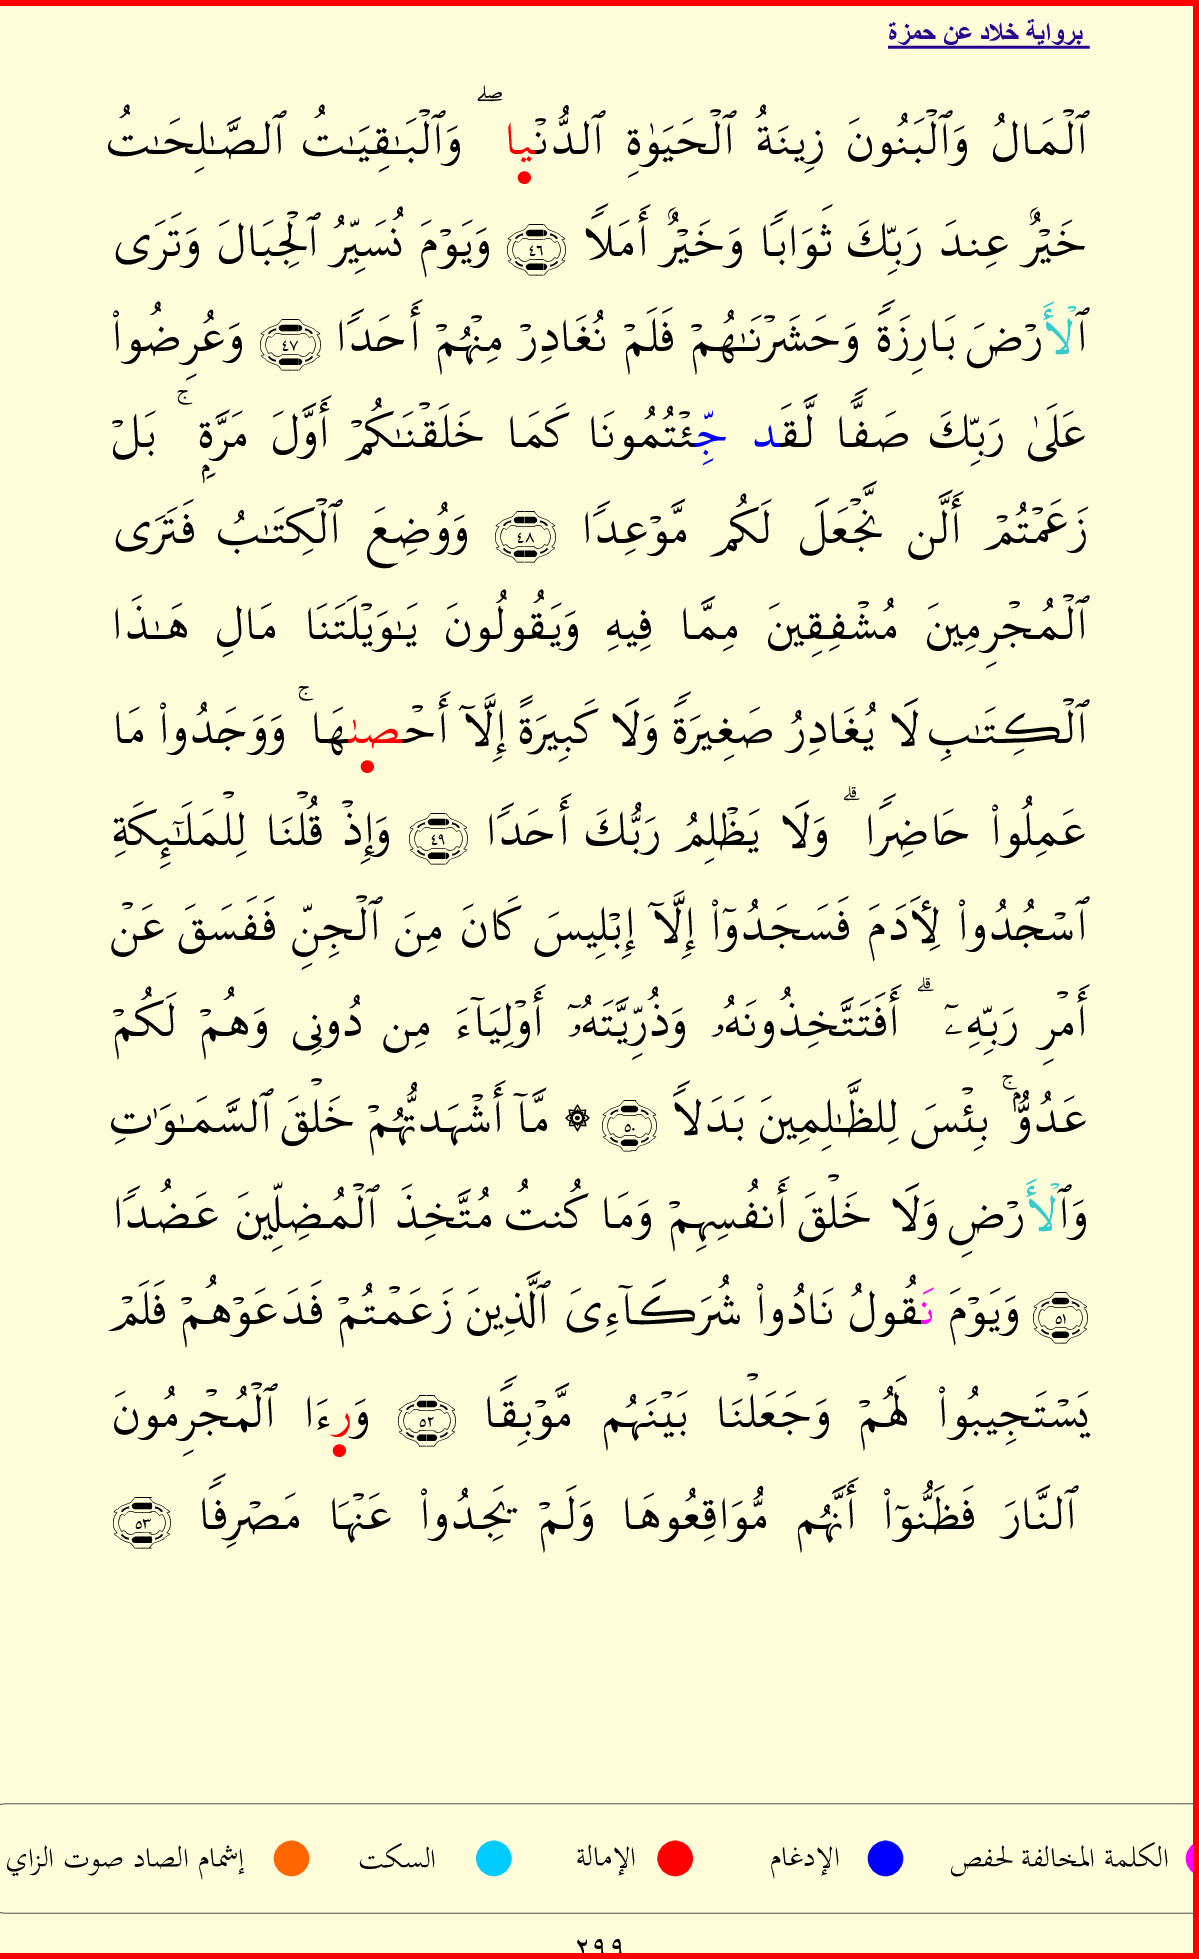 برواية خلاد عن حمزة
ٱلْمَالُ وَٱلْبَنُونَ زِينَةُ ٱلْحَيَوٰةِ ٱلدُّنْيا ۖ وَٱلْبَـٰقِيَـٰتُ ٱلصَّـٰلِحَـٰتُ
خَيْرٌ عِندَ رَبِّكَ ثَوَابًا وَخَيْرٌ أَمَلًا ٤٦ وَيَوْمَ نُسَيِّرُ ٱلْجِبَالَ وَتَرَى
ٱلْأَرْضَ بَارِزَةً وَحَشَرْنَـٰهُمْ فَلَمْ نُغَادِرْ مِنْهُمْ أَحَدًا ٤٧ وَعُرِضُوا۟
عَلَىٰ رَبِّكَ صَفًّا لَّقَد جِّئْتُمُونَا كَمَا خَلَقْنَـٰكُمْ أَوَّلَ مَرَّةٍۭ ۚ بَلْ
زَعَمْتُمْ أَلَّن نَّجْعَلَ لَكُم مَّوْعِدًا ٤٨ وَوُضِعَ ٱلْكِتَـٰبُ فَتَرَى
ٱلْمُجْرِمِينَ مُشْفِقِينَ مِمَّا فِيهِ وَيَقُولُونَ يَـٰوَيْلَتَنَا مَالِ هَـٰذَا
ٱلْكِتَـٰبِ لَا يُغَادِرُ صَغِيرَةً وَلَا كَبِيرَةً إِلَّآ أَحْصىٰهَا ۚ وَوَجَدُوا۟ مَا
عَمِلُوا۟ حَاضِرًا ۗ وَلَا يَظْلِمُ رَبُّكَ أَحَدًا ٤٩ وَإِذْ قُلْنَا لِلْمَلَـٰٓئِكَةِ
ٱسْجُدُوا۟ لِـَٔادَمَ فَسَجَدُوٓا۟ إِلَّآ إِبْلِيسَ كَانَ مِنَ ٱلْجِنِّ فَفَسَقَ عَنْ
أَمْرِ رَبِّهِۦٓ ۗ أَفَتَتَّخِذُونَهُۥ وَذُرِّيَّتَهُۥٓ أَوْلِيَآءَ مِن دُونِى وَهُمْ لَكُمْ
عَدُوٌّۢ ۚ بِئْسَ لِلظَّـٰلِمِينَ بَدَلًا ٥٠ ۞ مَّآ أَشْهَدتُّهُمْ خَلْقَ ٱلسَّمَـٰوَٰتِ
وَٱلْأَرْضِ وَلَا خَلْقَ أَنفُسِهِمْ وَمَا كُنتُ مُتَّخِذَ ٱلْمُضِلِّينَ عَضُدًا
٥١ وَيَوْمَ نَقُولُ نَادُوا۟ شُرَكَآءِىَ ٱلَّذِينَ زَعَمْتُمْ فَدَعَوْهُمْ فَلَمْ
يَسْتَجِيبُوا۟ لَهُمْ وَجَعَلْنَا بَيْنَهُم مَّوْبِقًا ٥٢ وَرِءَا ٱلْمُجْرِمُونَ
ٱلنَّارَ فَظَنُّوٓا۟ أَنَّهُم مُّوَاقِعُوهَا وَلَمْ يَجِدُوا۟ عَنْهَا مَصْرِفًا ٥٣
الكلمة المخالفة لحفص الإدغام الإمالة السكت إشمام الصاد صوت الزاي
٢٩٩